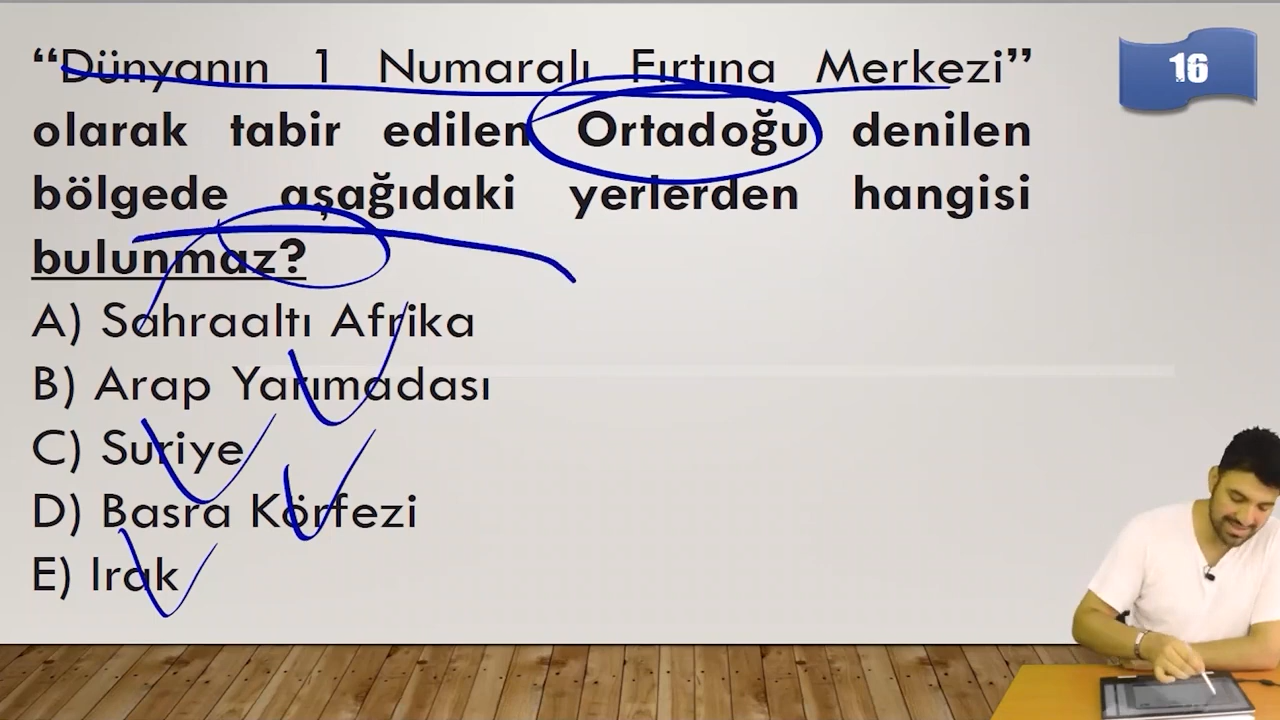 “Dünyanın 1 Numaralı Fırtına Merkezi”
olarak tabir edilen Ortadoğu denilen
bölgede aşağıdaki yerlerden hangisi
bulunmaz?
A) Sahraaltı Afrika
B) Arap Yarımadası
C) Suriye
D) Basra Körfezi
E) Irak
16